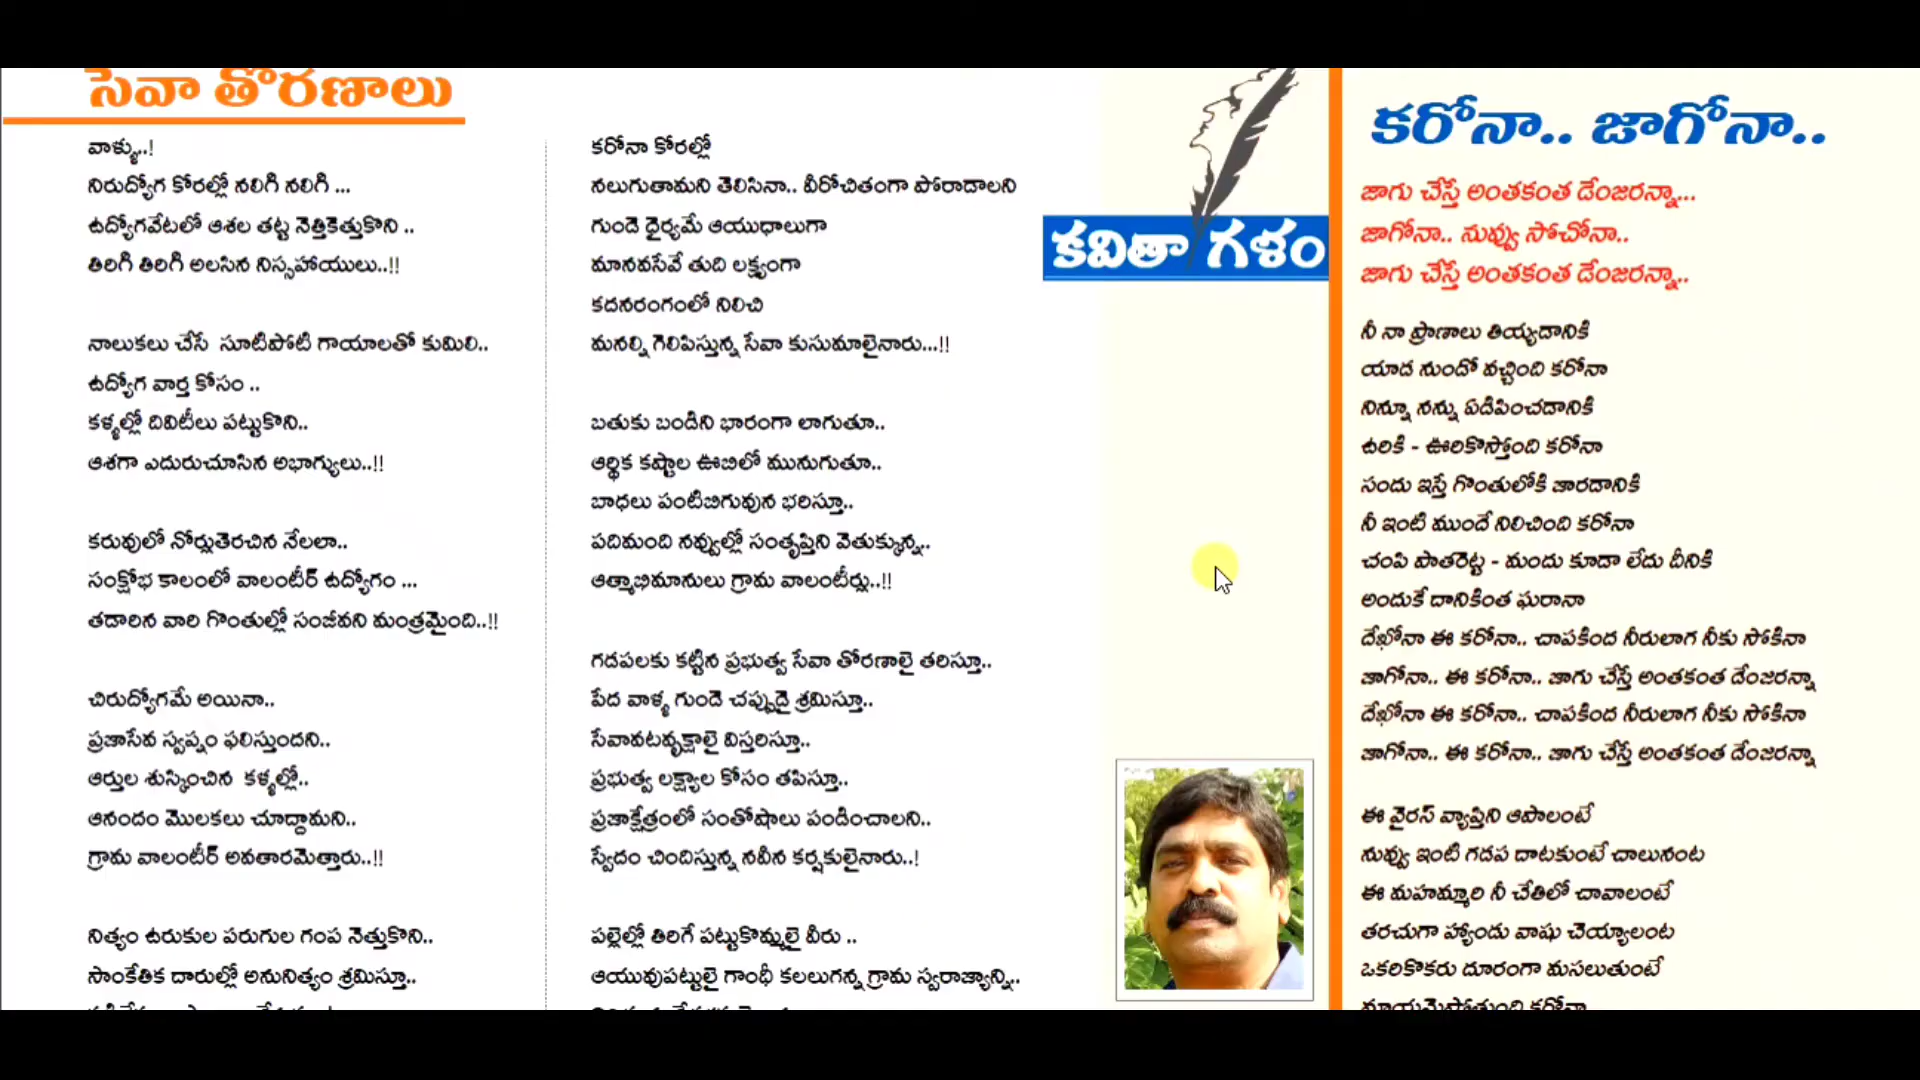 సేవా తోరణాలు
వాళ్ళు..!
నిరుద్యోగ కోరల్లో నలిగి నలిగి ...
ఉద్యోగవేటలో ఆశల తట్ట నెత్తికెత్తుకొని ..
తిరిగి తిరిగి అలసిన నిస్సహాయులు..!!
నాలుకలు చేసే సూటిపోటి గాయాలతో కుమిలి..
ఉద్యోగ వార్త కోసం ..
కళ్ళల్లో దివిటీలు పట్టుకొని..
ఆశగా ఎదురుచూసిన అభాగ్యులు..!!
కరువులో నోర్లుతెరచిన నేలలా..
సంక్షోభ కాలంలో వాలంటీర్ ఉద్యోగం ...
తడారిన వారి గొంతుల్లో సంజీవని మంత్రమైంది..!!
చిరుద్యోగమే అయినా..
ప్రజాసేవ స్వప్నం ఫలిస్తుందని..
ఆర్తుల శుష్కించిన కళ్ళల్లో..
ఆనందం మొలకలు చూద్దామని..
గ్రామ వాలంటీర్ అవతారమెత్తారు..!!
నిత్యం ఉరుకుల పరుగుల గంప నెత్తుకొని..
సాంకేతిక దారుల్లో అనునిత్యం శ్రమిస్తూ..
కరోనా కోరల్లో
నలుగుతామని తెలిసినా.. వీరోచితంగా పోరాడాలని
గుండె ధైర్యమే ఆయుధాలుగా
మానవసేవే తుది లక్ష్యంగా
కదనరంగంలో నిలిచి
మనల్ని గెలిపిస్తున్న సేవా కుసుమాలైనారు...!!
బతుకు బండిని భారంగా లాగుతూ..
ఆర్థిక కష్టాల ఊబిలో మునుగుతూ..
బాధలు పంటిబిగువున భరిస్తూ..
పదిమంది నవ్వుల్లో సంతృప్తిని వెతుక్కున్న..
ఆత్మాభిమానులు గ్రామ వాలంటీర్లు..!!
గడపలకు కట్టిన ప్రభుత్వ సేవా తోరణాలై తరిస్తూ..
పేద వాళ్ళ గుండె చప్పుడై శ్రమిస్తూ..
సేవావటవృక్షాలై విస్తరిస్తూ..
ప్రభుత్వ లక్ష్యాల కోసం తపిస్తూ..
ప్రజాక్షేత్రంలో సంతోషాలు పండించాలని..
స్వేదం చిందిస్తున్న నవీన కర్షకులైనారు..!
పల్లెల్లో తిరిగే పట్టుకొమ్మలై వీరు ..
ఆయువుపట్టులై గాంధీ కలలుగన్న గ్రామ స్వరాజ్యాన్ని..
కవితా గళం
కరోనా.. జాగోనా..
జాగు చేస్తే అంతకంత డేంజరన్నా...
జాగోనా.. నువ్వు సోచోనా..
జాగు చేస్తే అంతకంత డేంజరన్నా..
నీ నా ప్రాణాలు తియ్యడానికి
యాడ నుండో వచ్చింది కరోనా
నిన్నూ నన్ను ఏడిపించడానికి
ఉరికి - ఊరికొస్తోంది కరోనా
సందు ఇస్తే గొంతులోకి జారడానికి
నీ ఇంటి ముందే నిలిచింది కరోనా
చంపి పాతరెట్ట - మందు కూడా లేదు దీనికి
అందుకే దానికింత ఘరానా
దేఖోనా ఈ కరోనా.. చాపకింద నీరులాగ నీకు సోకినా
జాగోనా.. ఈ కరోనా.. జాగు చేస్తే అంతకంత డేంజరన్నా
దేఖోనా ఈ కరోనా.. చాపకింద నీరులాగ నీకు సోకినా
జాగోనా.. ఈ కరోనా.. జాగు చేస్తే అంతకంత డేంజరన్నా
ఈ వైరస్ వ్యాప్తిని ఆపాలంటే
నువ్వు ఇంటి గడప దాటకుంటే చాలునంట
ఈ మహమ్మారి నీ చేతిలో చావాలంటే
తరచుగా హ్యాండు వాషు చెయ్యాలంట
ఒకరికొకరు దూరంగా మసలుతుంటే
మాయమైపోతుంది కరోనా